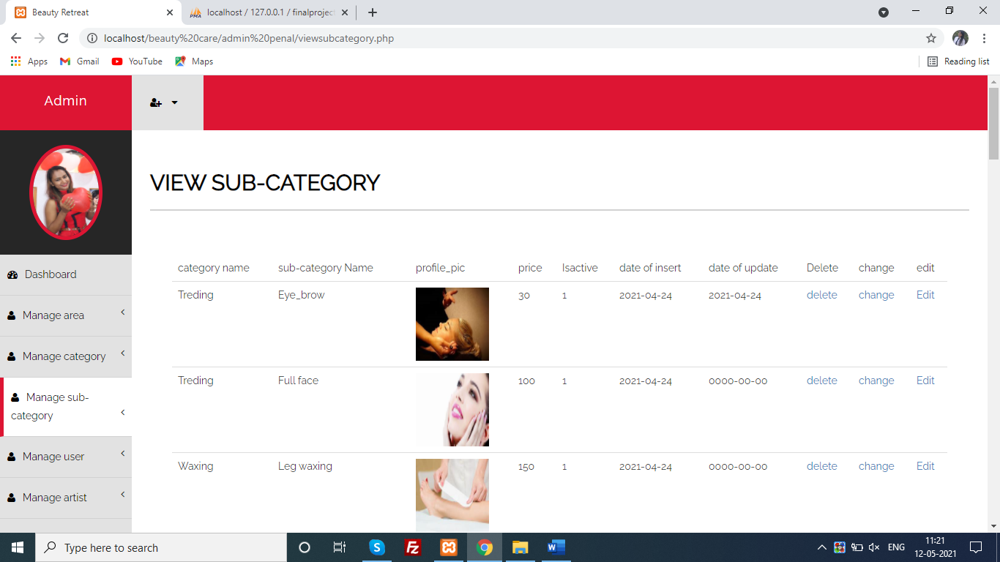 Beauty Retreat
localhost / 127.0.0.1 / finalproject
localhost/beauty%20care/admin%20penal/viewsubcategory.php
Apps Gmail YouTube Maps Reading list
Admin
VIEW SUB-CATEGORY
Dashboard
Manage area
Manage category
Manage sub-
category
Manage user
Manage artist
category name sub-category Name profile_pic price Isactive date of insert date of update Delete change edit
Treding Eye_brow 30 1 2021-04-24 2021-04-24 delete change Edit
Treding Full face 100 1 2021-04-24 0000-00-00 delete change Edit
Waxing Leg waxing 150 1 2021-04-24 0000-00-00 delete change Edit
Type here to search
ENG
11:21
12-05-2021